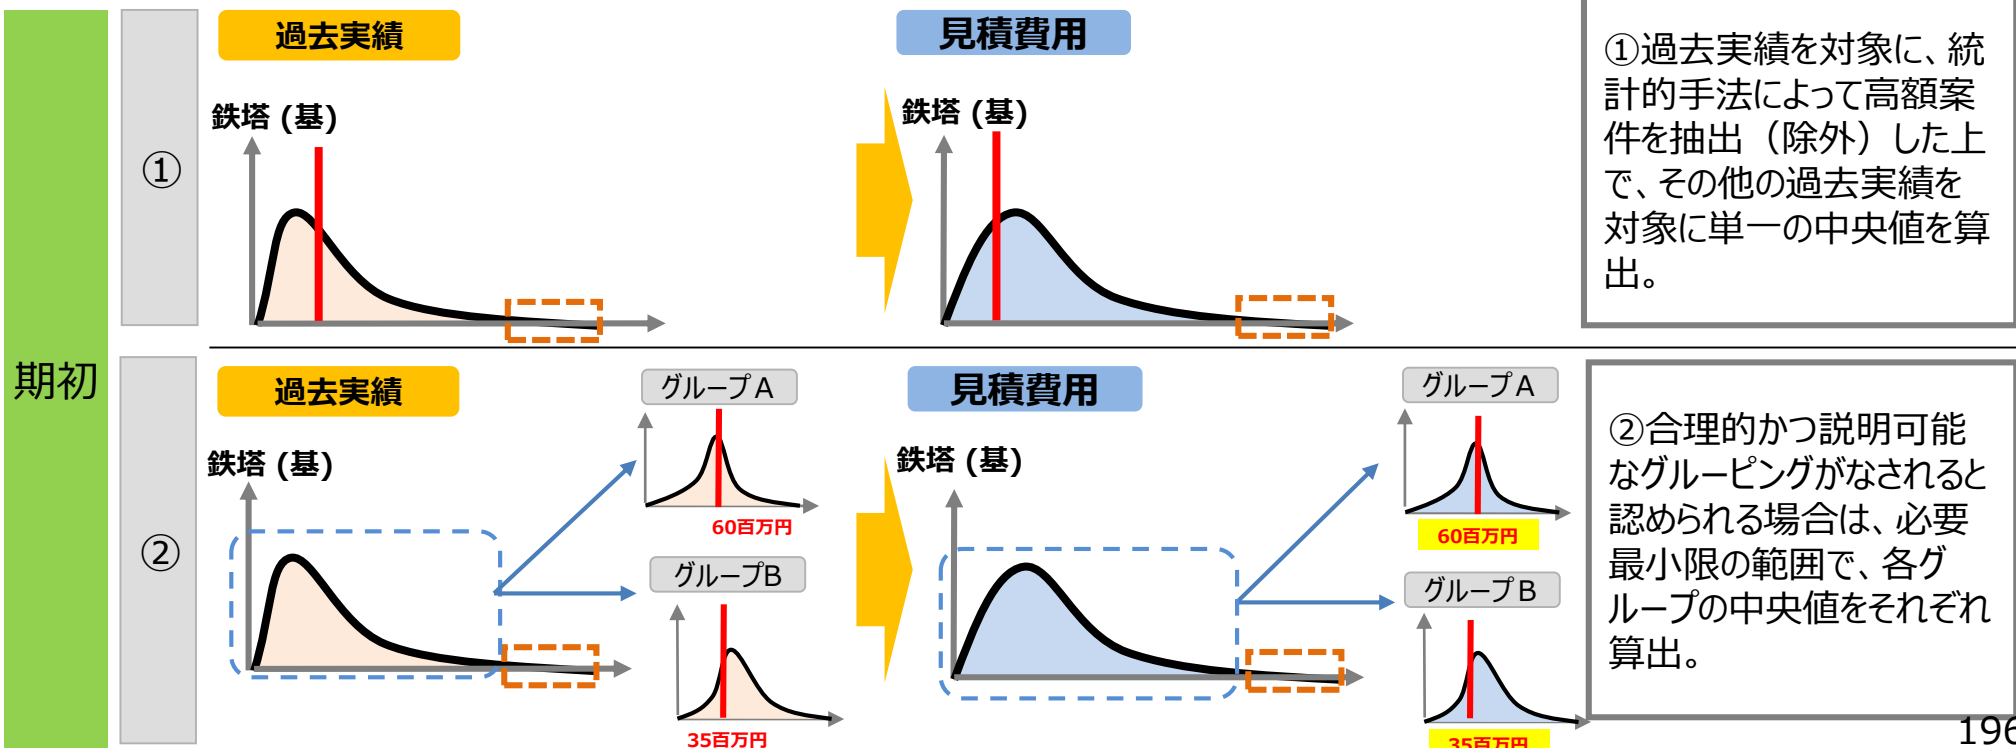 期初
①
過去実績
鉄塔 (基)
見積費用
鉄塔 (基)
①過去実績を対象に、統
計的手法によって高額案
件を抽出（除外）した上
で、その他の過去実績を
対象に単一の中央値を算
出。
②
過去実績
鉄塔 (基)
グループA
60百万円
グループB
35百万円
見積費用
鉄塔 (基)
グループA
60百万円
グループB
35百万円
②合理的かつ説明可能
なグルーピングがなされると
認められる場合は、必要
最小限の範囲で、各グ
ループの中央値をそれぞれ
算出。
196